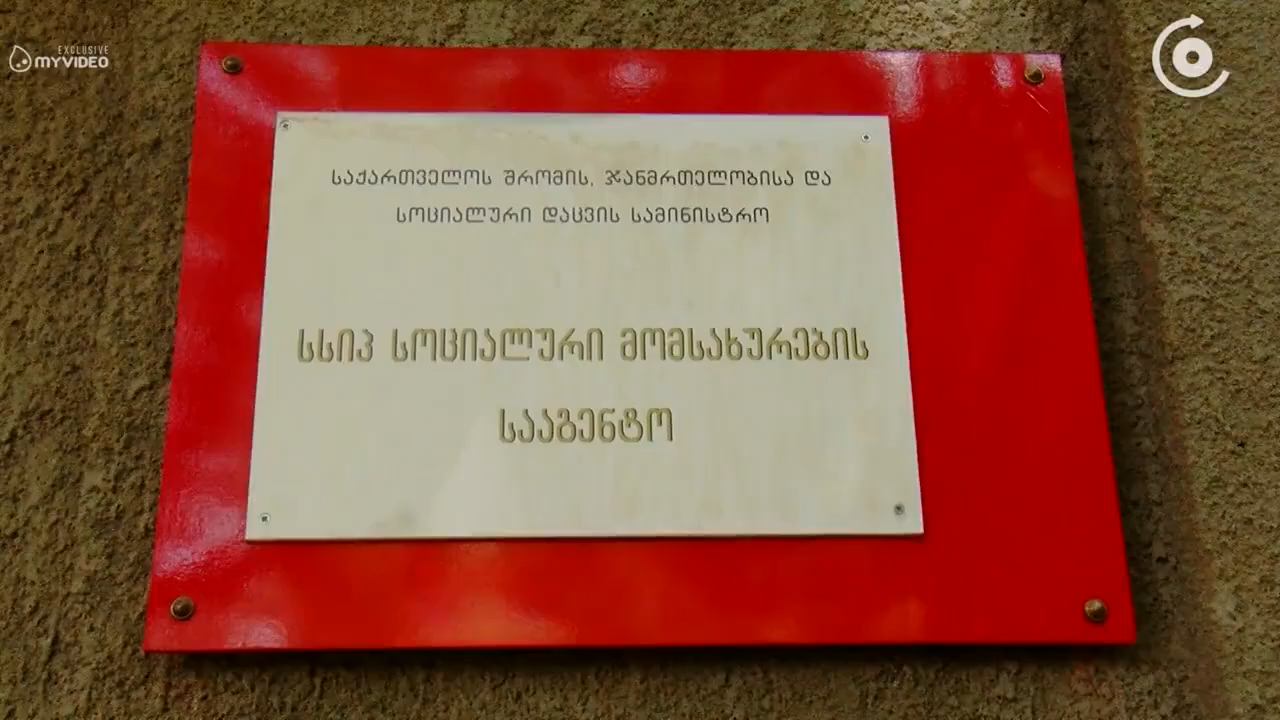 EXCLUSIVE
MYVIDEO
საქართველოს შრომის, ჯანმრთელობისა და
სოციალური დაცვის სამინისტრო
სსიპ სოციალური მომსახურების
სააგენტო